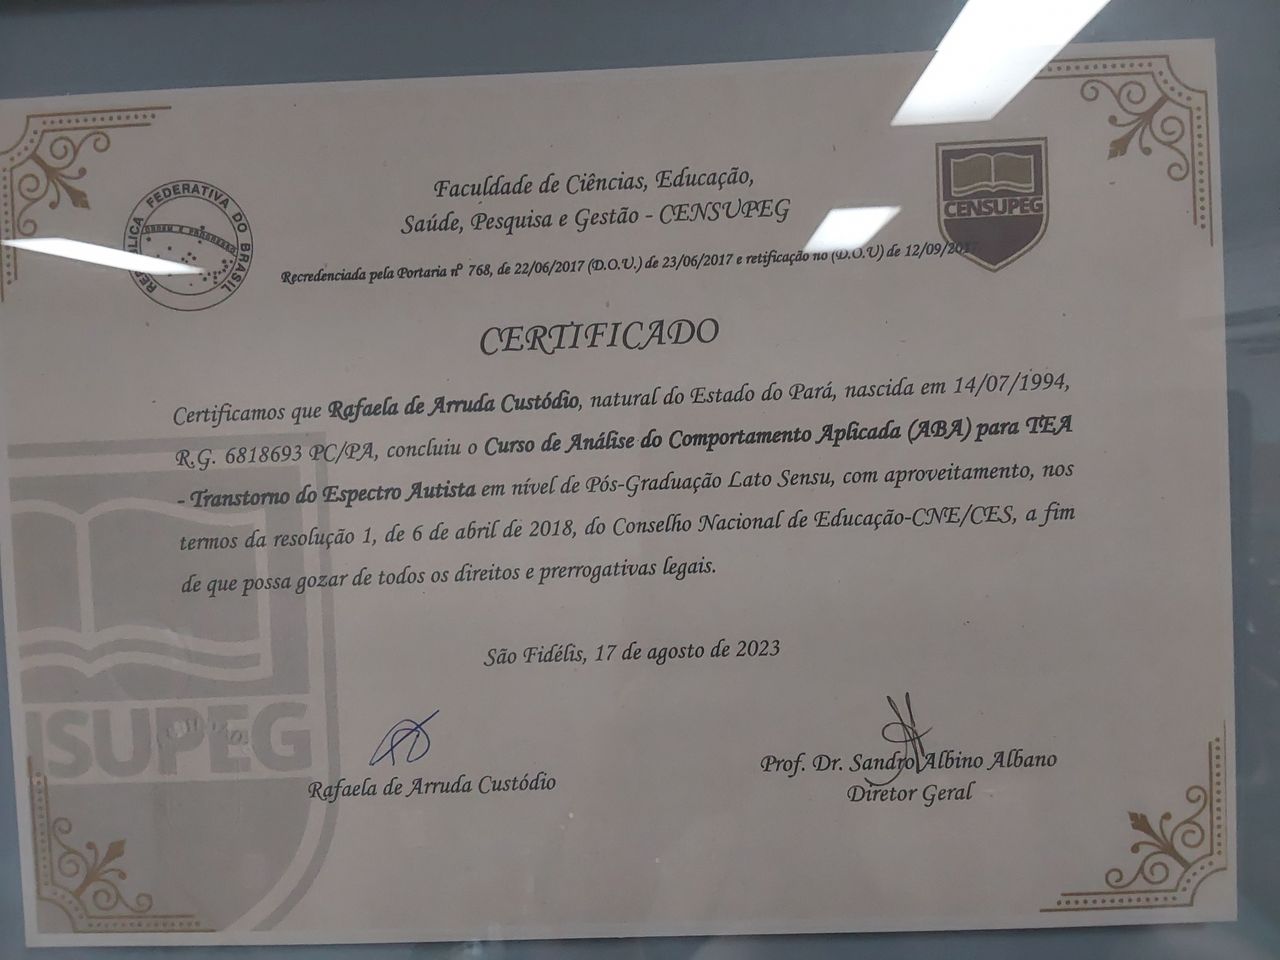 REPÚBLICA FEDERATIVA DO BRASIL
ORDEM E PROGRESSO
Faculdade de Ciências, Educação,
Saúde, Pesquisa e Gestão - CENSUPEG
CENSUPEG
Recredenciada pela Portaria nº 768, de 22/06/2017 (D.O.U.) de 23/06/2017 e retificação no (D.O.U) de 12/09/2017
CERTIFICADO
Certificamos que Rafaela de Arruda Custódio, natural do Estado do Pará, nascida em 14/07/1994,
R.G. 6818693 PC/PA, concluiu o Curso de Análise do Comportamento Aplicada (ABA) para TEA
- Transtorno do Espectro Autista em nível de Pós-Graduação Lato Sensu, com aproveitamento, nos
termos da resolução 1, de 6 de abril de 2018, do Conselho Nacional de Educação-CNE/CES, a fim
de que possa gozar de todos os direitos e prerrogativas legais.
São Fidélis, 17 de agosto de 2023
NSUPEG
Rafaela de Arruda Custódio
Prof. Dr. Sandro Albino Albano
Diretor Geral